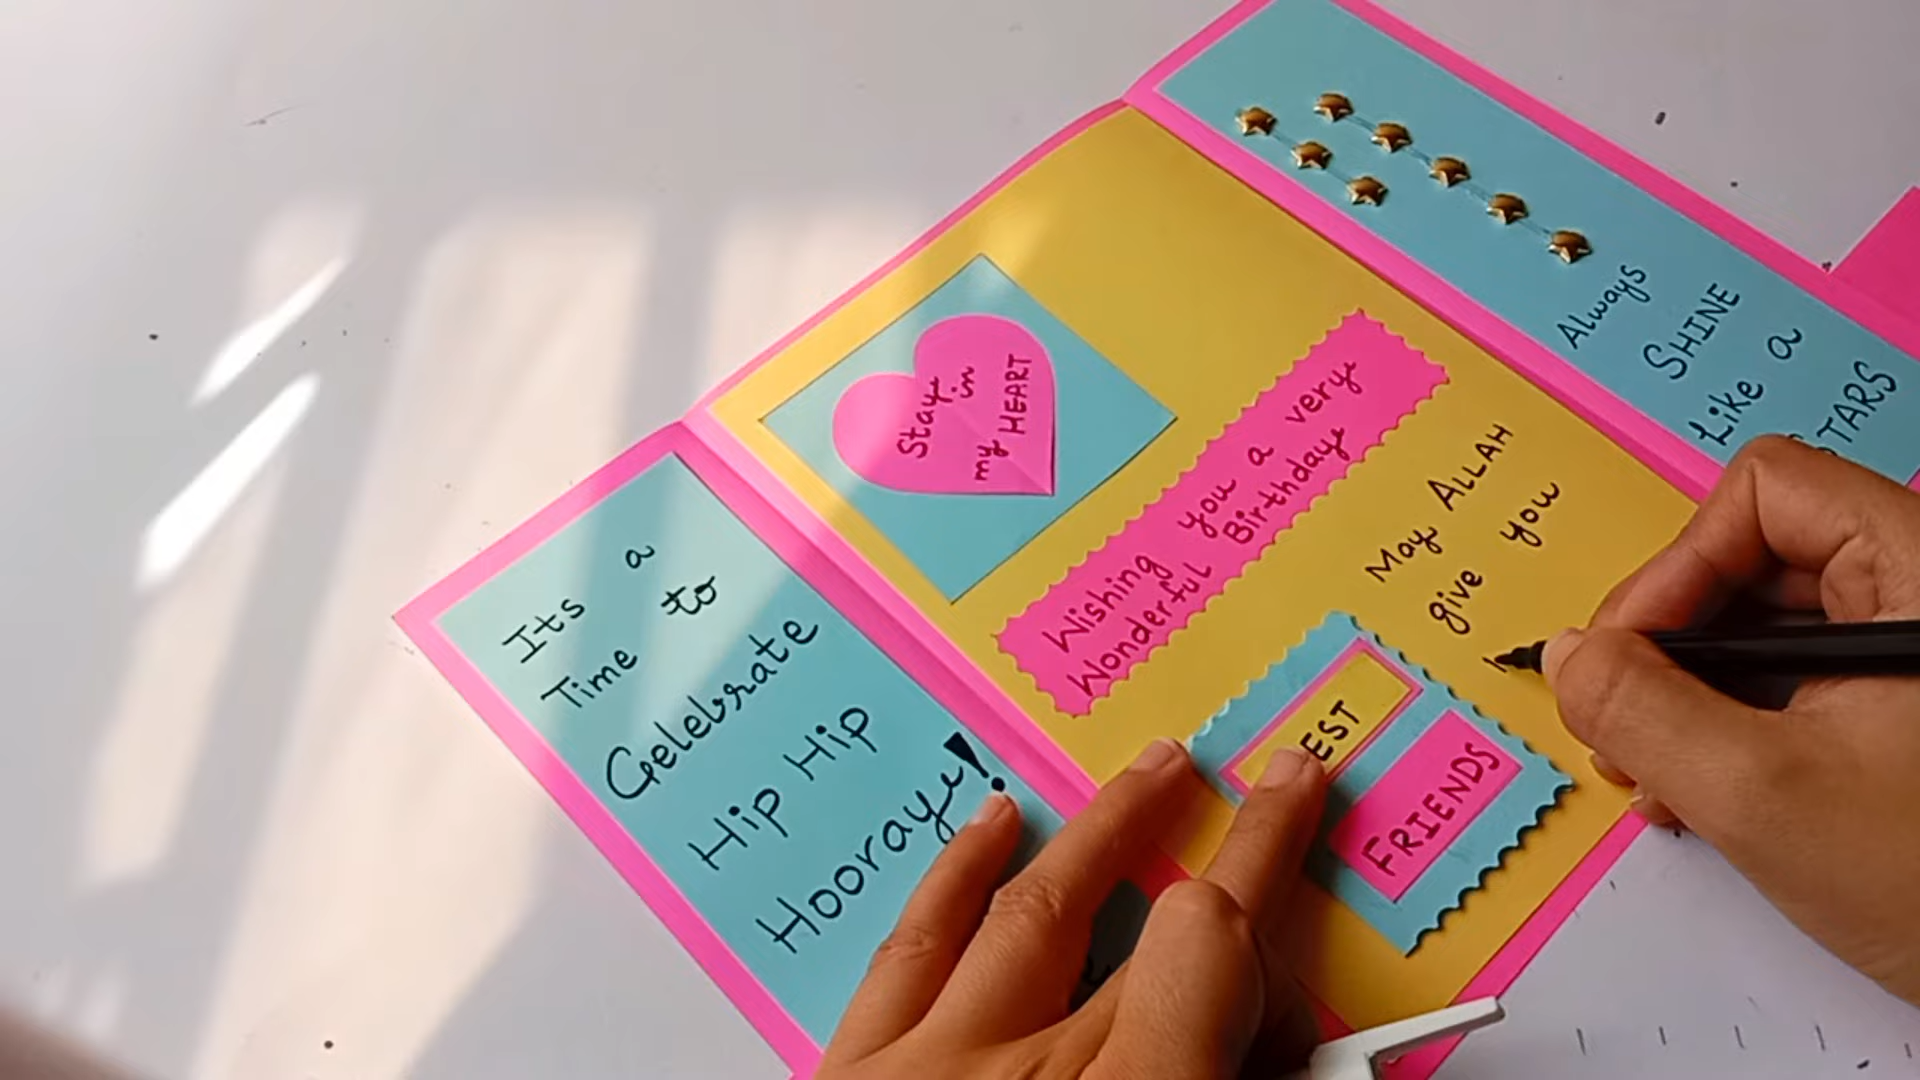 Its a
Time to
Celebrate
Hip Hip
Hooray!
Stay
in
my HEART
Wishing you a very
Wonderful Birthday
May ALLAH
give you
EST
FRIENDS
Always
SHINE
Like a
STARS